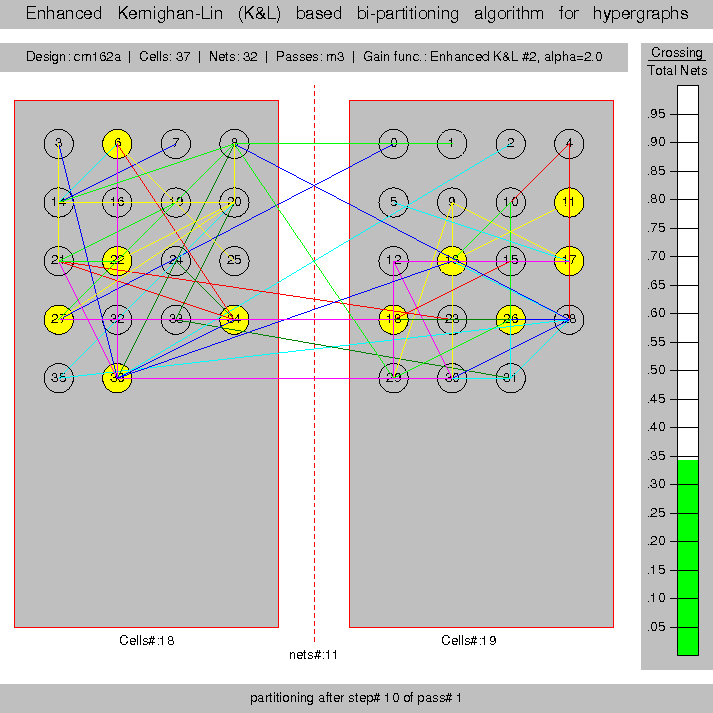 Enhanced Kernighan-Lin (K&L) based bi-partitioning algorithm for hypergraphs
Design: cm162a | Cells: 37 | Nets: 32 | Passes: m3 | Gain func.: Enhanced K&L #2, alpha=2.0
Crossing
Total Nets
3 6 7 8 0 1 2 4
14 16 19 20 5 9 10 11
21 22 24 25 12 13 15 17
27 32 33 34 18 23 26 28
35 36 29 30 31
.95
.90
.85
.80
.75
.70
.65
.60
.55
.50
.45
.40
.35
.30
.25
.20
.15
.10
.05
Cells#:18
Cells#:19
nets#:11
partitioning after step# 10 of pass# 1